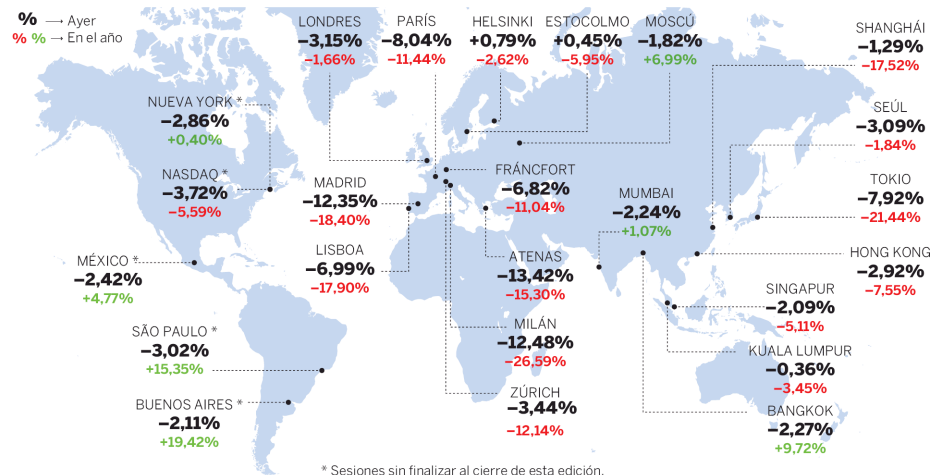 % → Ayer
% % → En el año
LONDRES
−3,15%
−1,66%
PARÍS
−8,04%
−11,44%
HELSINKI
+0,79%
−2,62%
ESTOCOLMO
+0,45%
−5,95%
MOSCÚ
−1,82%
+6,99%
SHANGHÁI
−1,29%
−17,52%
NUEVA YORK *
−2,86%
+0,40%
SEÚL
−3,09%
−1,84%
NASDAQ *
−3,72%
−5,59%
MADRID
−12,35%
−18,40%
FRÁNCFORT
−6,82%
−11,04%
MUMBAI
−2,24%
+1,07%
TOKIO
−7,92%
−21,44%
MÉXICO *
−2,42%
+4,77%
LISBOA
−6,99%
−17,90%
ATENAS
−13,42%
−15,30%
HONG KONG
−2,92%
−7,55%
SINGAPUR
−2,09%
−5,11%
SÃO PAULO *
−3,02%
+15,35%
MILÁN
−12,48%
−26,59%
KUALA LUMPUR
−0,36%
−3,45%
BUENOS AIRES *
−2,11%
+19,42%
ZÚRICH
−3,44%
−12,14%
BANGKOK
−2,27%
+9,72%
* Sesiones sin finalizar al cierre de esta edición.